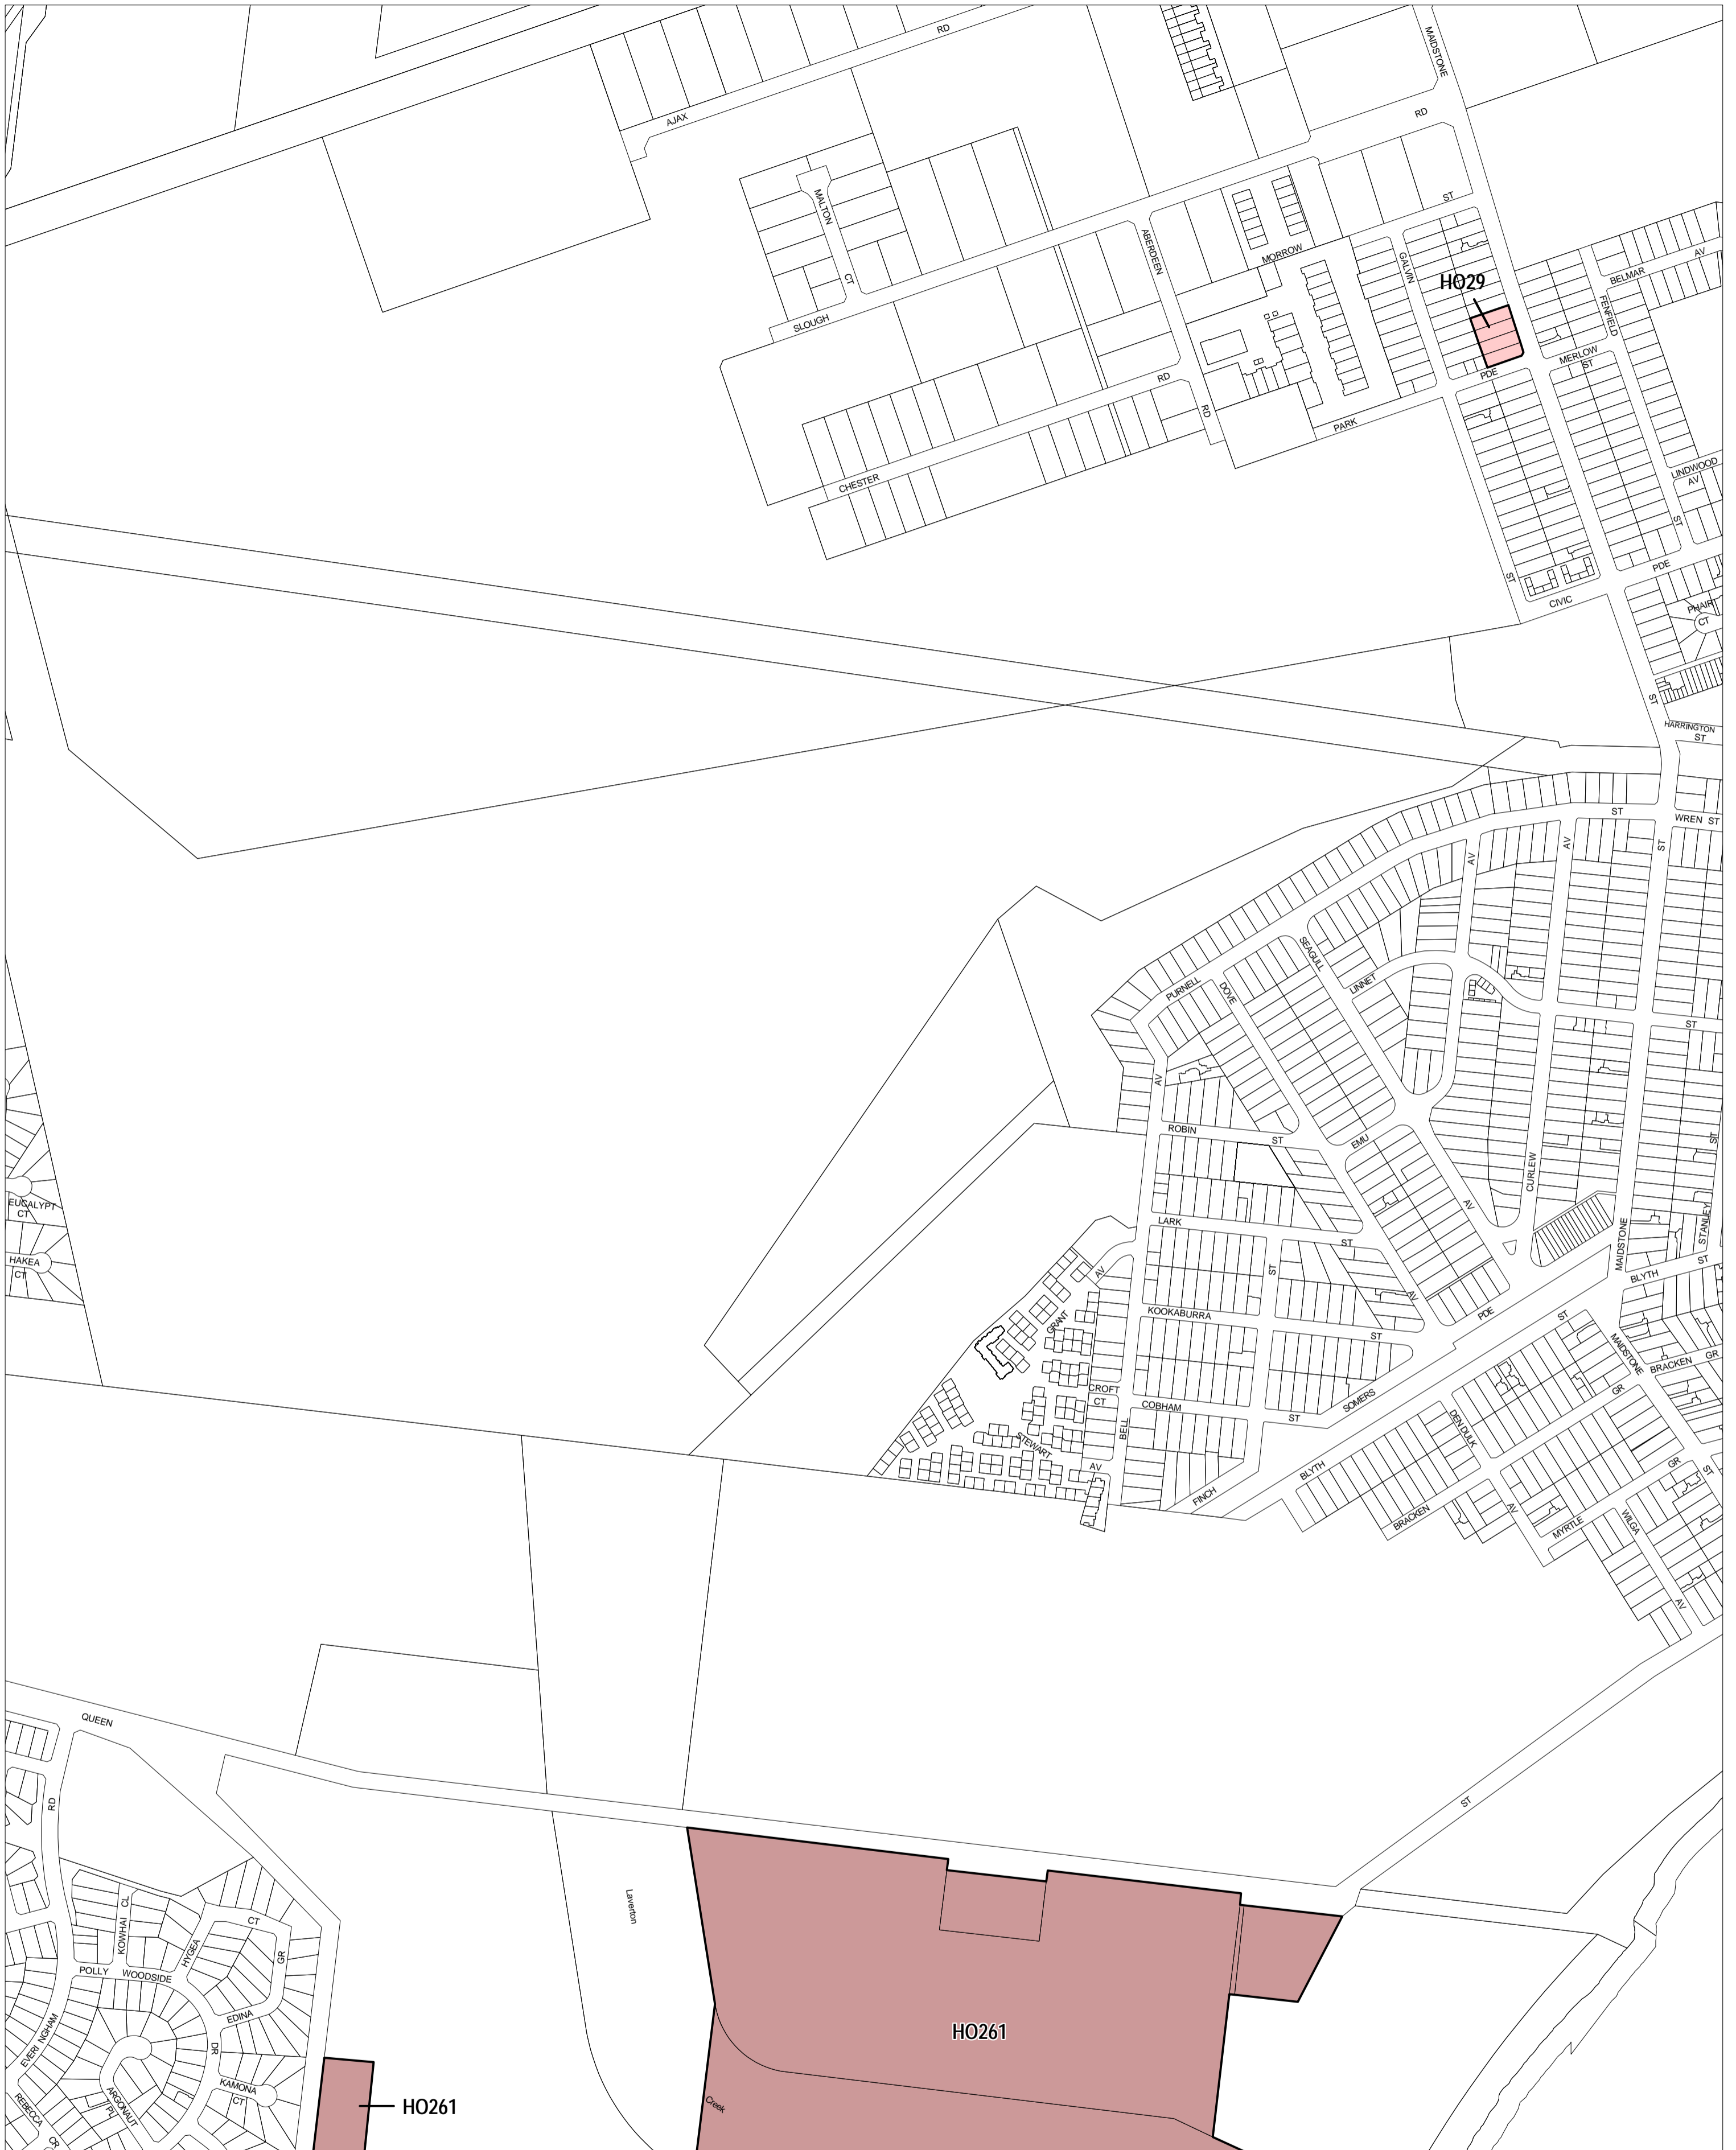 RD
MAIDSTONE
AJAX
RD
MALTON
ST
ABERDEEN
MORROW
GALVIN
AV
BELMAR
CT
HO29
FENFIELD
SLOUGH
MERLOW
ST
PDE
RD
RD
PARK
LINDWOOD
AV
CHESTER
ST
PDE
ST
CIVIC
PHAIR
CT
ST
HARRINGTON
ST
ST
WREN ST
AV
AV
ST
SEAGULL
LINNET
PURNELL
DOVE
ST
AV
ROBIN
ST
EMU
ST
CURLEW
EUCALYPT
CT
AV
LARK
ST
STANLEY
MAIDSTONE
HAKEA
CT
ST
AV
BLYTH
ST
AV
KOOKABURRA
PDE
ST
GRANT
ST
MAIDSTONE
BRACKEN GR
CROFT
CT
COBHAM
ST
SOMERS
GR
BELL
DEN DULK
STEWART
AV
BLYTH
GR
ST
FINCH
BRACKEN
AV
MYRTLE
WILGA
AV
QUEEN
RD
ST
KOWHAI CL
Laverton
CT
HYGEA
GR
POLLY WOODSIDE
EDINA
EVERINGHAM
DR
HO261
KAMONA
CT
ARGONAUT
PL
REBECCA
CR
HO261
Creek